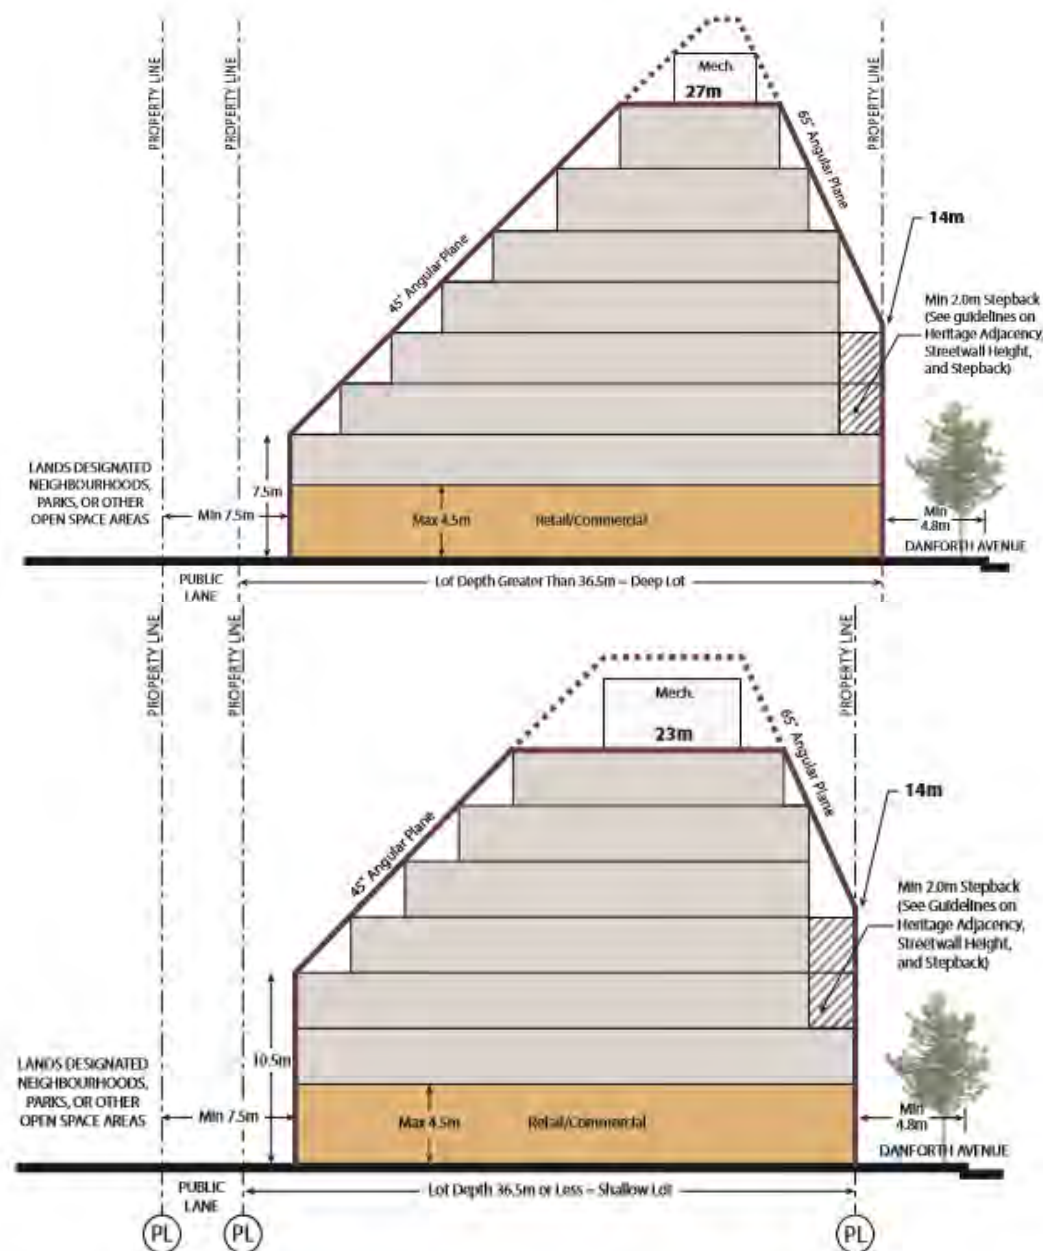 PROPERTY LINE
PROPERTY LINE
PROPERTY LINE
Mech.
27m
65° Angular Plane
45° Angular Plane
14m
Min 2.0m Stepback
(See guidelines on
Heritage Adjacency,
Streetwall Height,
and Stepback)
LANDS DESIGNATED
NEIGHBOURHOODS,
PARKS, OR OTHER
OPEN SPACE AREAS
Min 7.5m
7.5m
Max 4.5m
Retail/Commercial
Min
4.8m
DANFORTH AVENUE
PUBLIC
LANE
Lot Depth Greater Than 36.5m – Deep Lot
PROPERTY LINE
PROPERTY LINE
PROPERTY LINE
Mech.
23m
65° Angular Plane
45° Angular Plane
14m
Min 2.0m Stepback
(See Guidelines on
Heritage Adjacency,
Streetwall Height,
and Stepback)
LANDS DESIGNATED
NEIGHBOURHOODS,
PARKS, OR OTHER
OPEN SPACE AREAS
Min 7.5m
10.5m
Max 4.5m
Retail/Commercial
Min
4.8m
DANFORTH AVENUE
PUBLIC
LANE
Lot Depth 36.5m or Less – Shallow Lot
PL
PL
PL